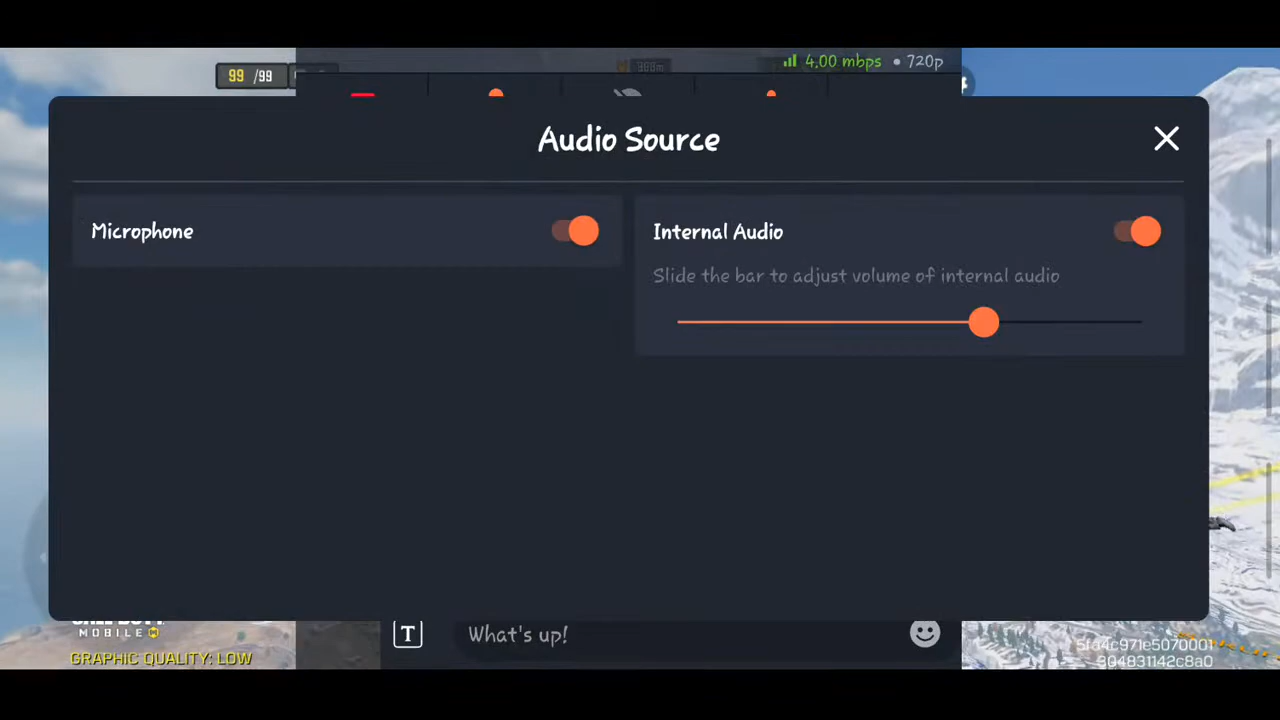 99 /99
4,00 mbps • 720p
Audio Source
Microphone
Internal Audio
Slide the bar to adjust volume of internal audio
MOBILE
T
What's up!
GRAPHIC QUALITY: LOW
5fa4c971e5070001
304831142c8a0